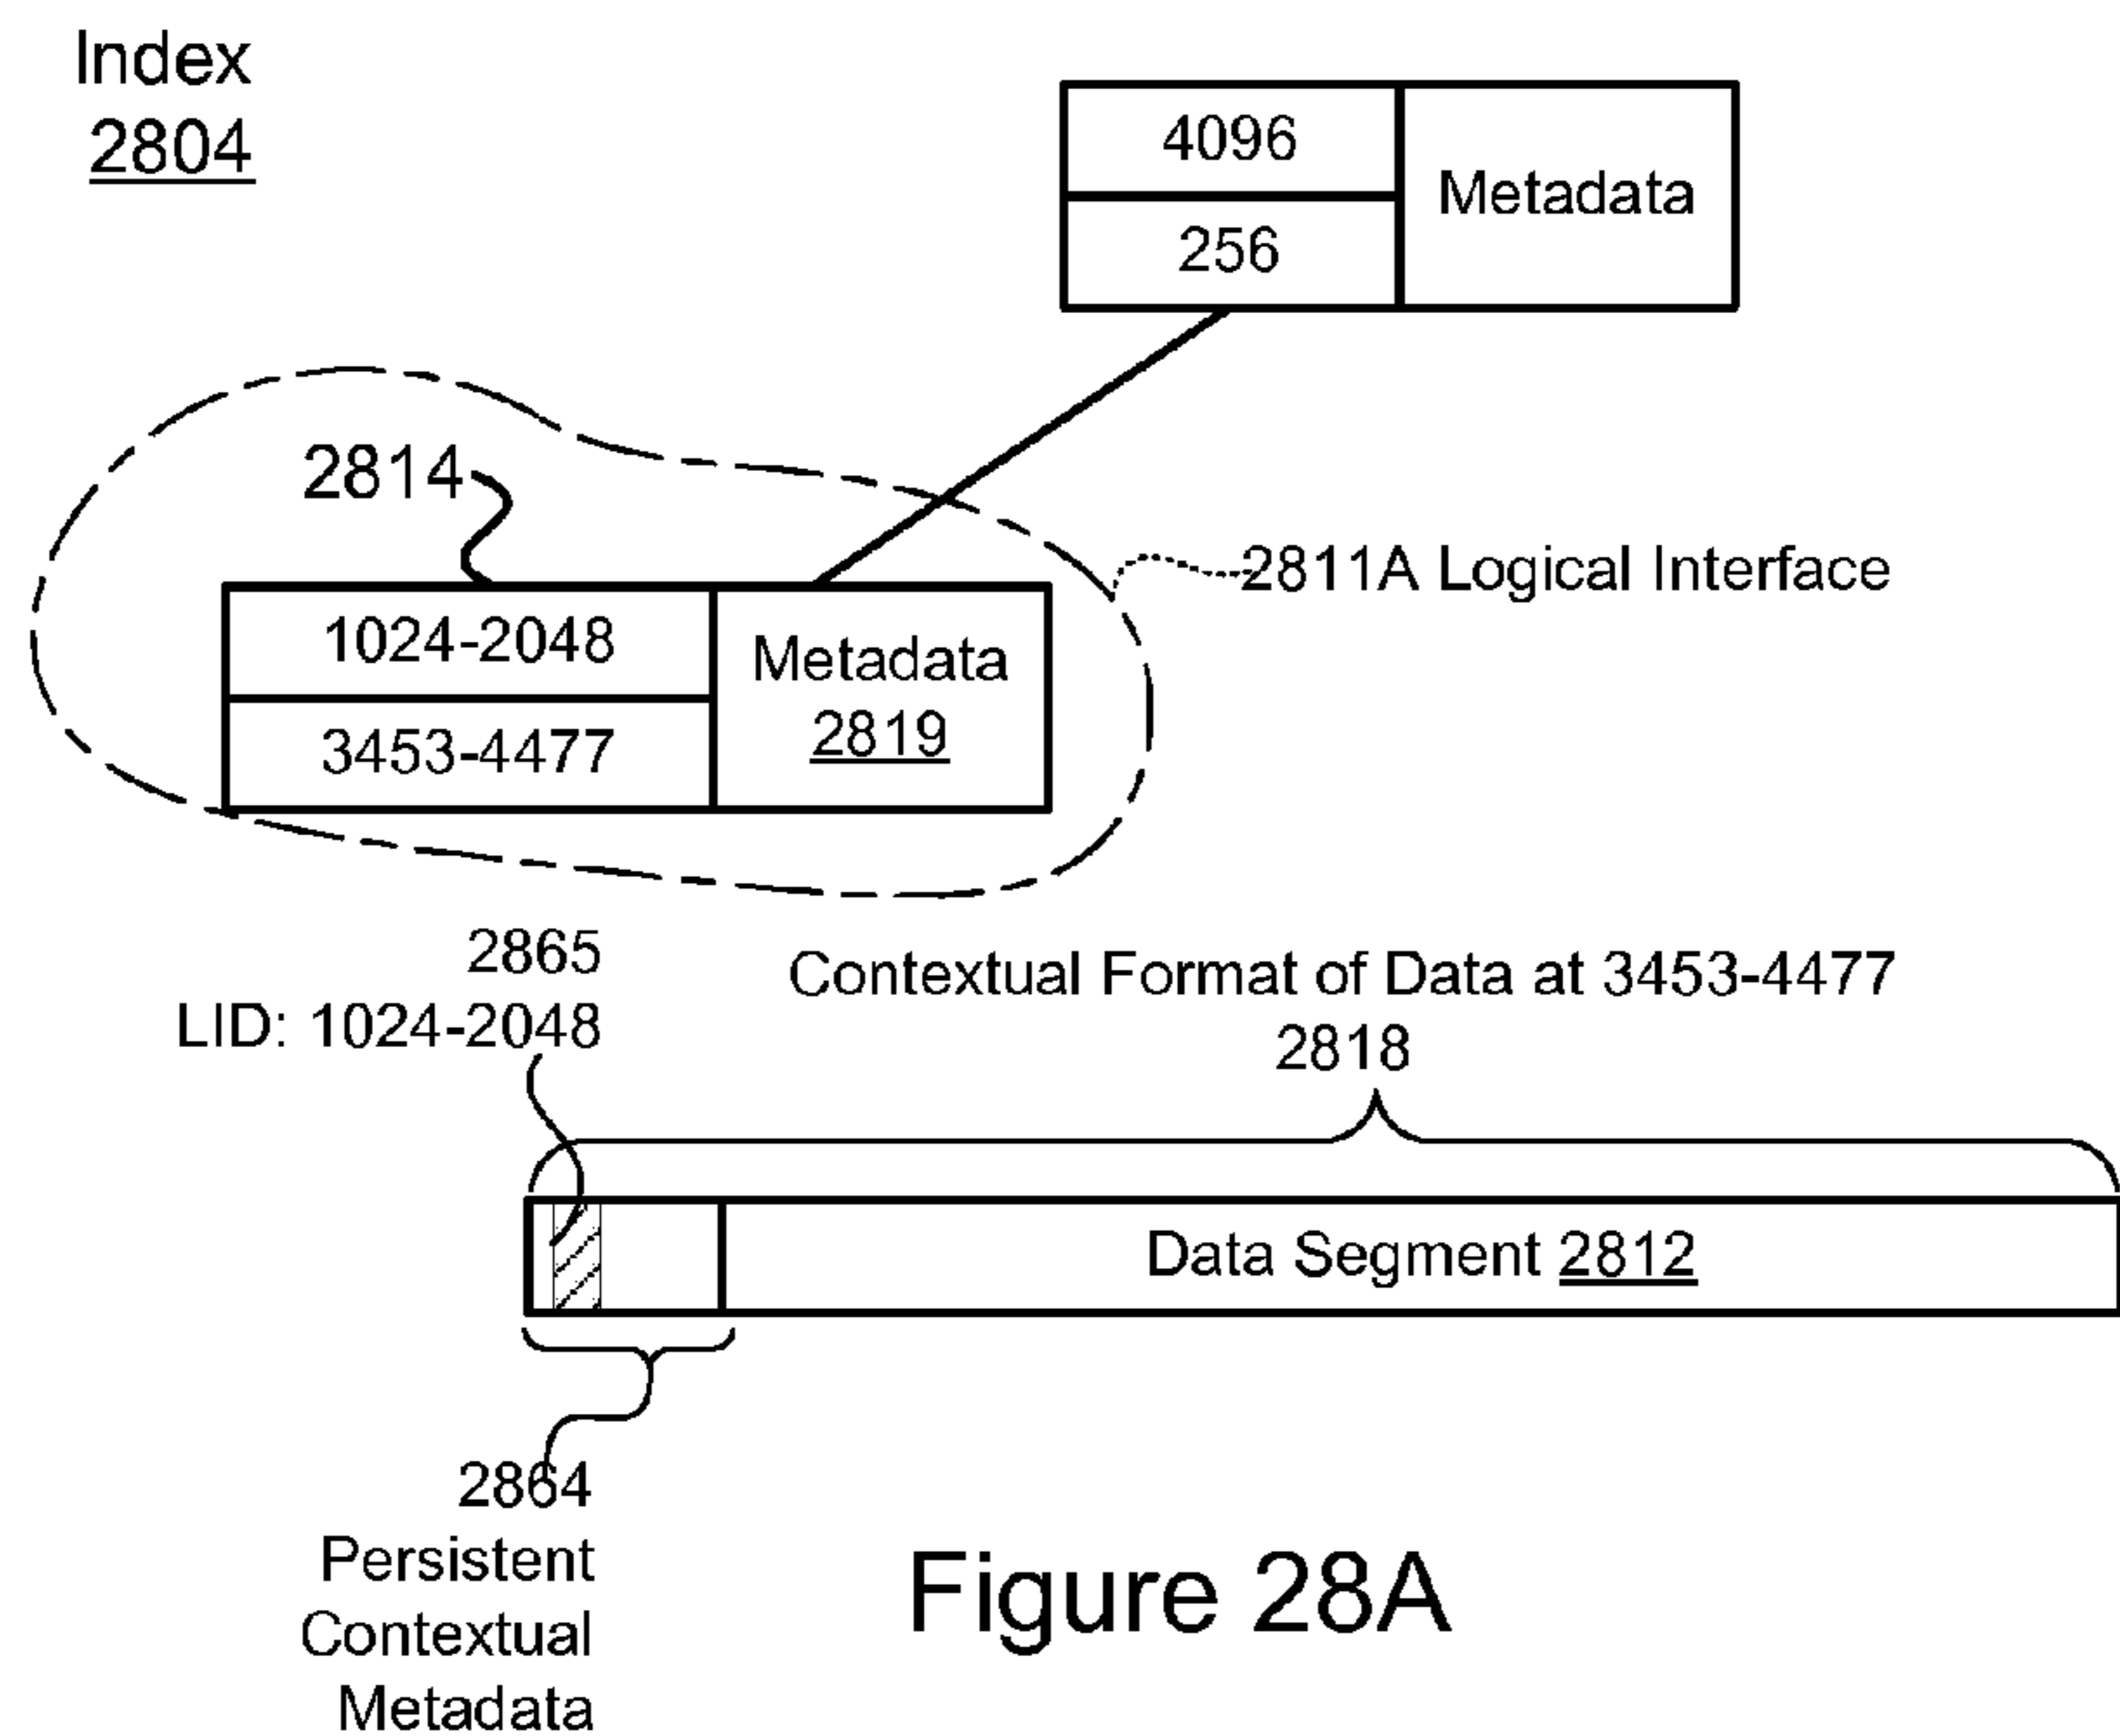 Index
2804
4096
256
Metadata
2814
2811A Logical Interface
1024-2048
3453-4477
Metadata
2819
2865
LID: 1024-2048
Contextual Format of Data at 3453-4477
2818
Data Segment 2812
2864
Persistent
Contextual
Metadata
Figure 28A